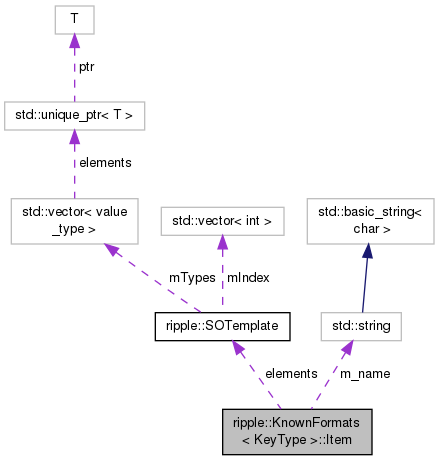 T
ptr
std::unique_ptr< T >
elements
std::vector< value
_type >
std::vector< int >
std::basic_string<
char >
mTypes
mIndex
ripple::SOTemplate
std::string
elements
m_name
ripple::KnownFormats
< KeyType >::Item